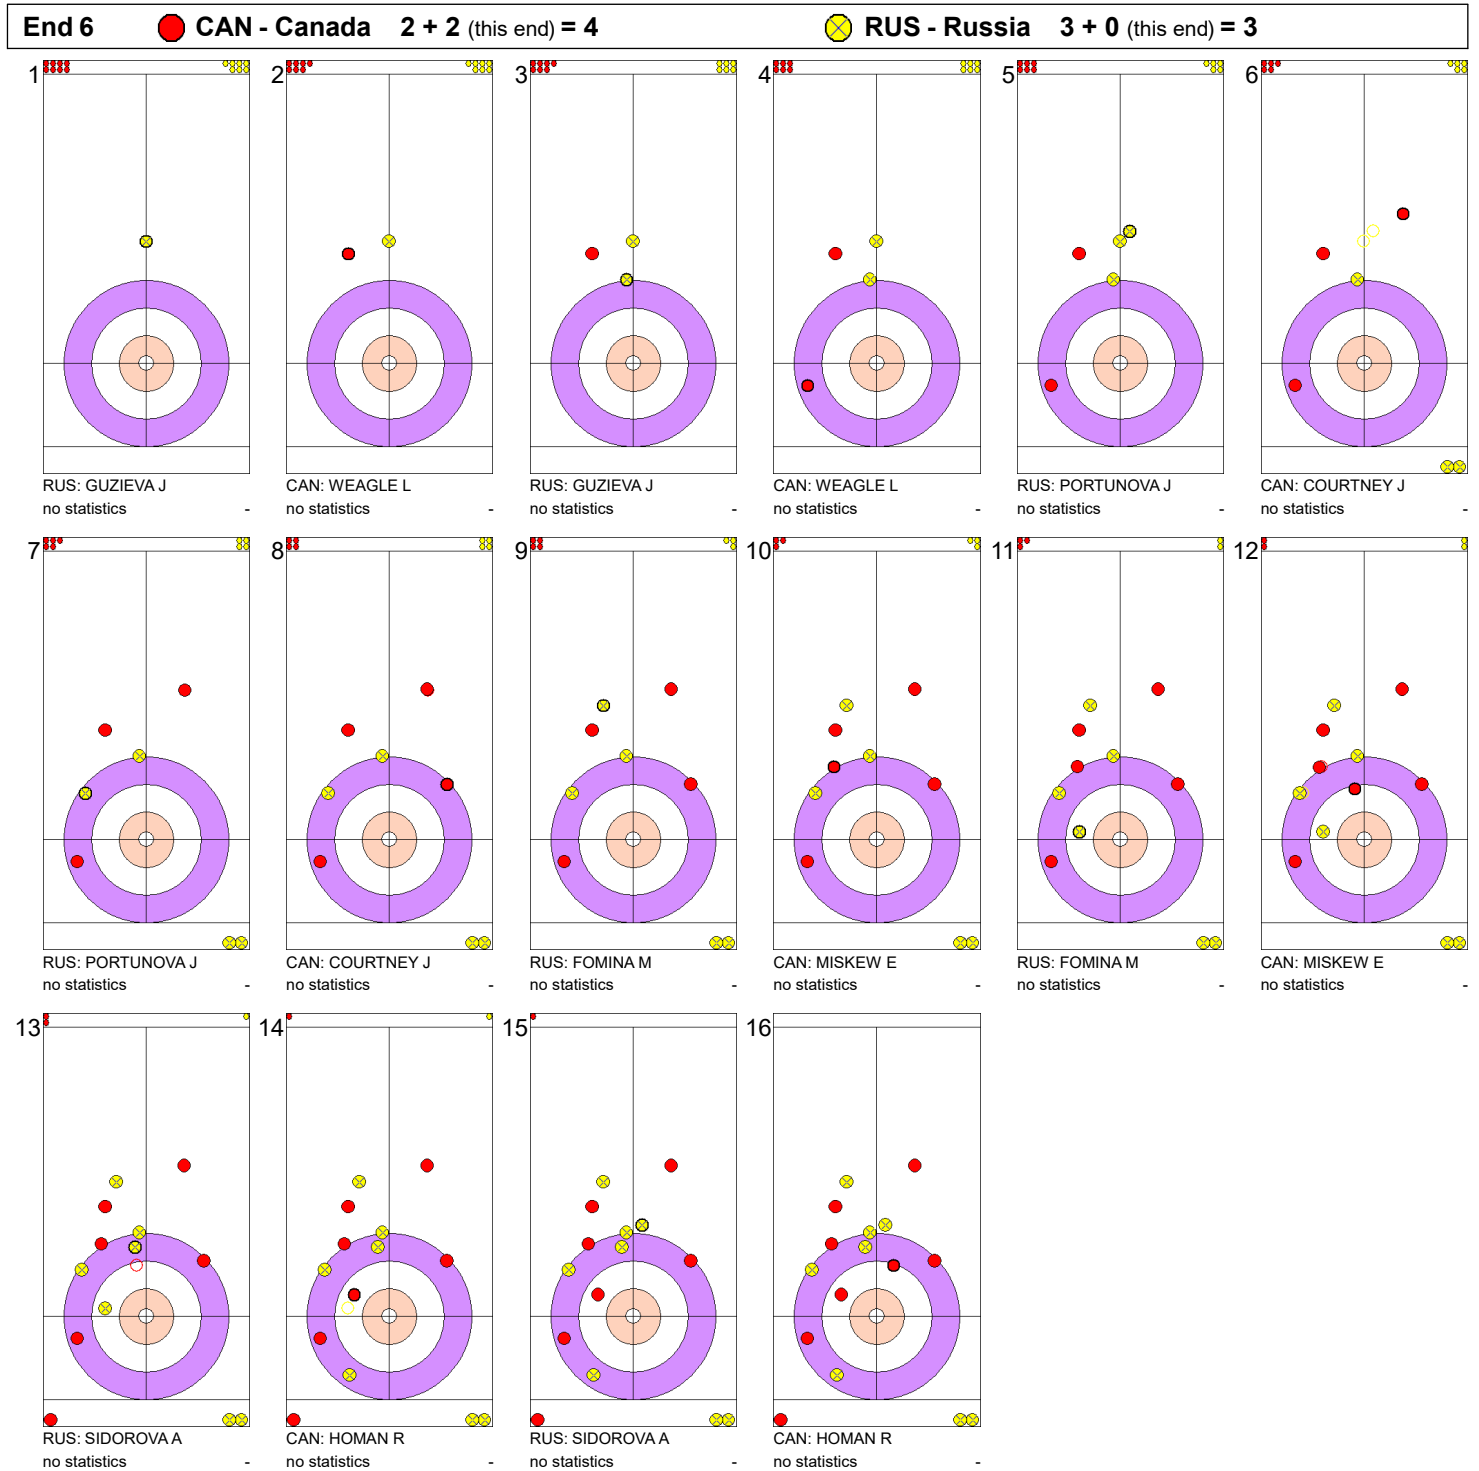 End 6 CAN - Canada 2 + 2 (this end) = 4 RUS - Russia 3 + 0 (this end) = 3
1 2 3 4 5 6
RUS: GUZIEVA J CAN: WEAGLE L RUS: GUZIEVA J CAN: WEAGLE L RUS: PORTUNOVA J CAN: COURTNEY J
no statistics - no statistics - no statistics - no statistics - no statistics - no statistics -
7 8 9 10 11 12
RUS: PORTUNOVA J CAN: COURTNEY J RUS: FOMINA M CAN: MISKEW E RUS: FOMINA M CAN: MISKEW E
no statistics - no statistics - no statistics - no statistics - no statistics - no statistics -
13 14 15 16
RUS: SIDOROVA A CAN: HOMAN R RUS: SIDOROVA A CAN: HOMAN R
no statistics - no statistics - no statistics - no statistics -